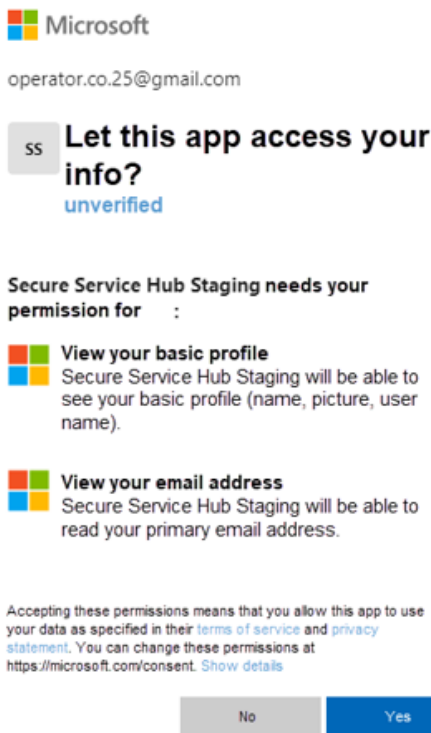 Microsoft
operator.co.25@gmail.com
SS
Let this app access your
info?
unverified
Secure Service Hub Staging needs your
permission for :
View your basic profile
Secure Service Hub Staging will be able to
see your basic profile (name, picture, user
name).
View your email address
Secure Service Hub Staging will be able to
read your primary email address.
Accepting these permissions means that you allow this app to use
your data as specified in their terms of service and privacy
statement. You can change these permissions at
https://microsoft.com/consent. Show details
No
Yes